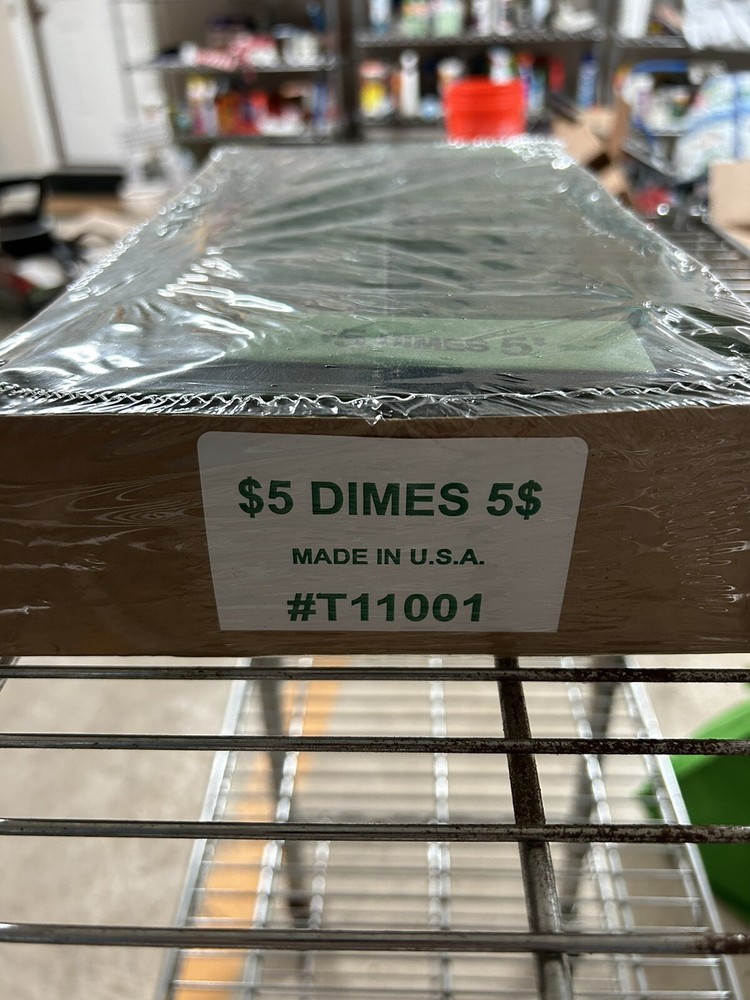 DIMES 5
$5 DIMES 5$
MADE IN U.S.A.
#T11001